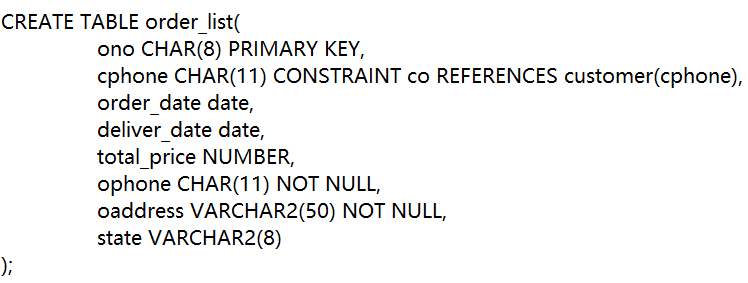 CREATE TABLE order_list(
ono CHAR(8) PRIMARY KEY,
cphone CHAR(11) CONSTRAINT co REFERENCES customer(cphone),
order_date date,
deliver_date date,
total_price NUMBER,
ophone CHAR(11) NOT NULL,
oaddress VARCHAR2(50) NOT NULL,
state VARCHAR2(8)
);